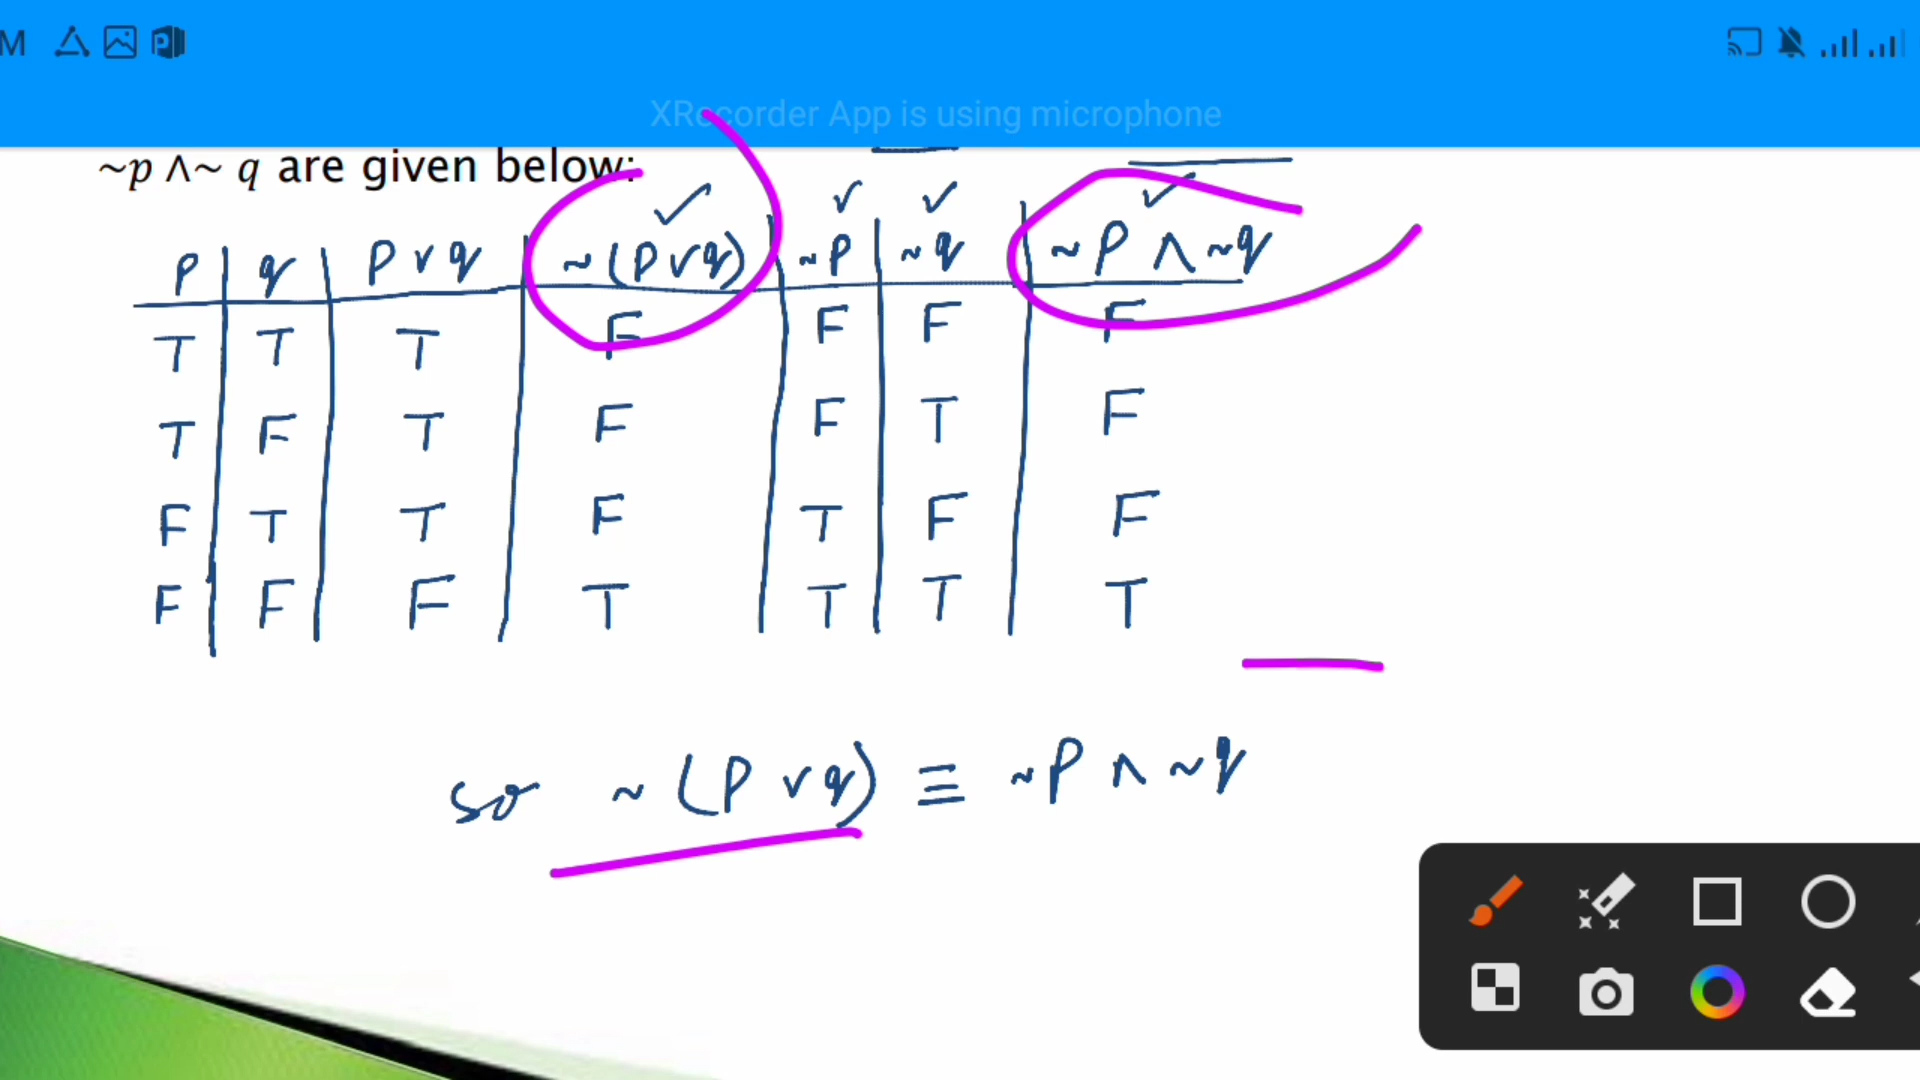 M
XRecorder App is using microphone
~p ∧~ q are given below:
p q p ∨ q ~(p ∨ q) ~p ~q ~p ∧ ~q
T T T F F F F
T F T F F T F
F T T F T F F
F F F T T T T
so ~(p ∨ q) ≡ ~p ∧ ~q